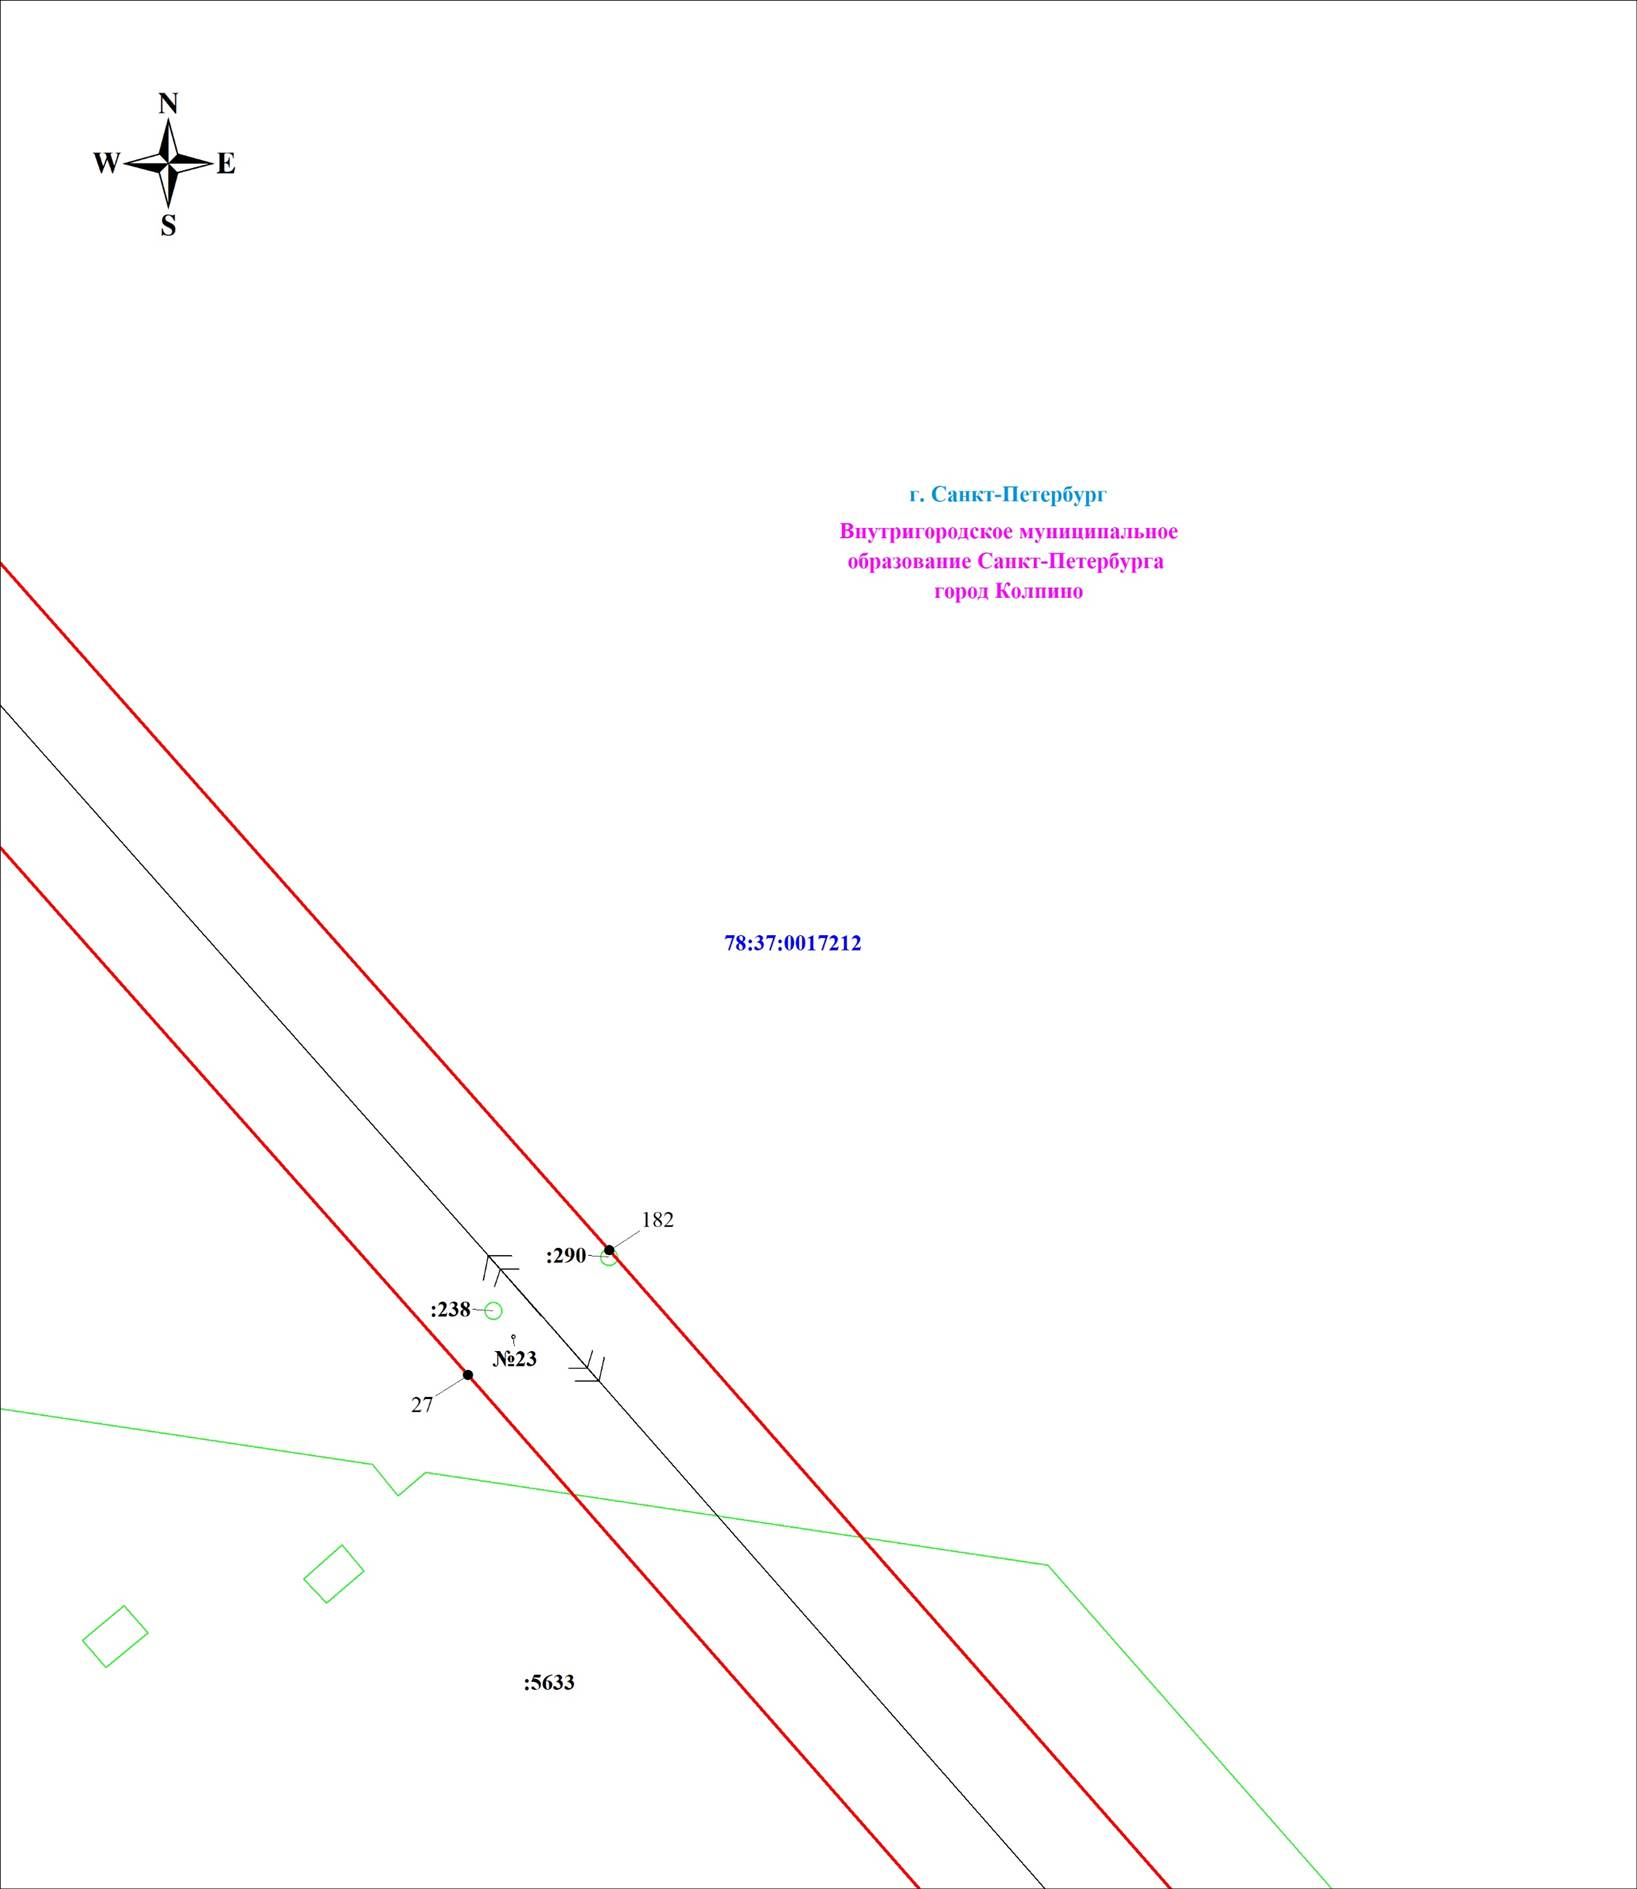 N
W E
S
г. Санкт-Петербург
Внутригородское муниципальное
образование Санкт-Петербурга
город Колпино
78:37:0017212
182
:290
:238
№23
27
:5633